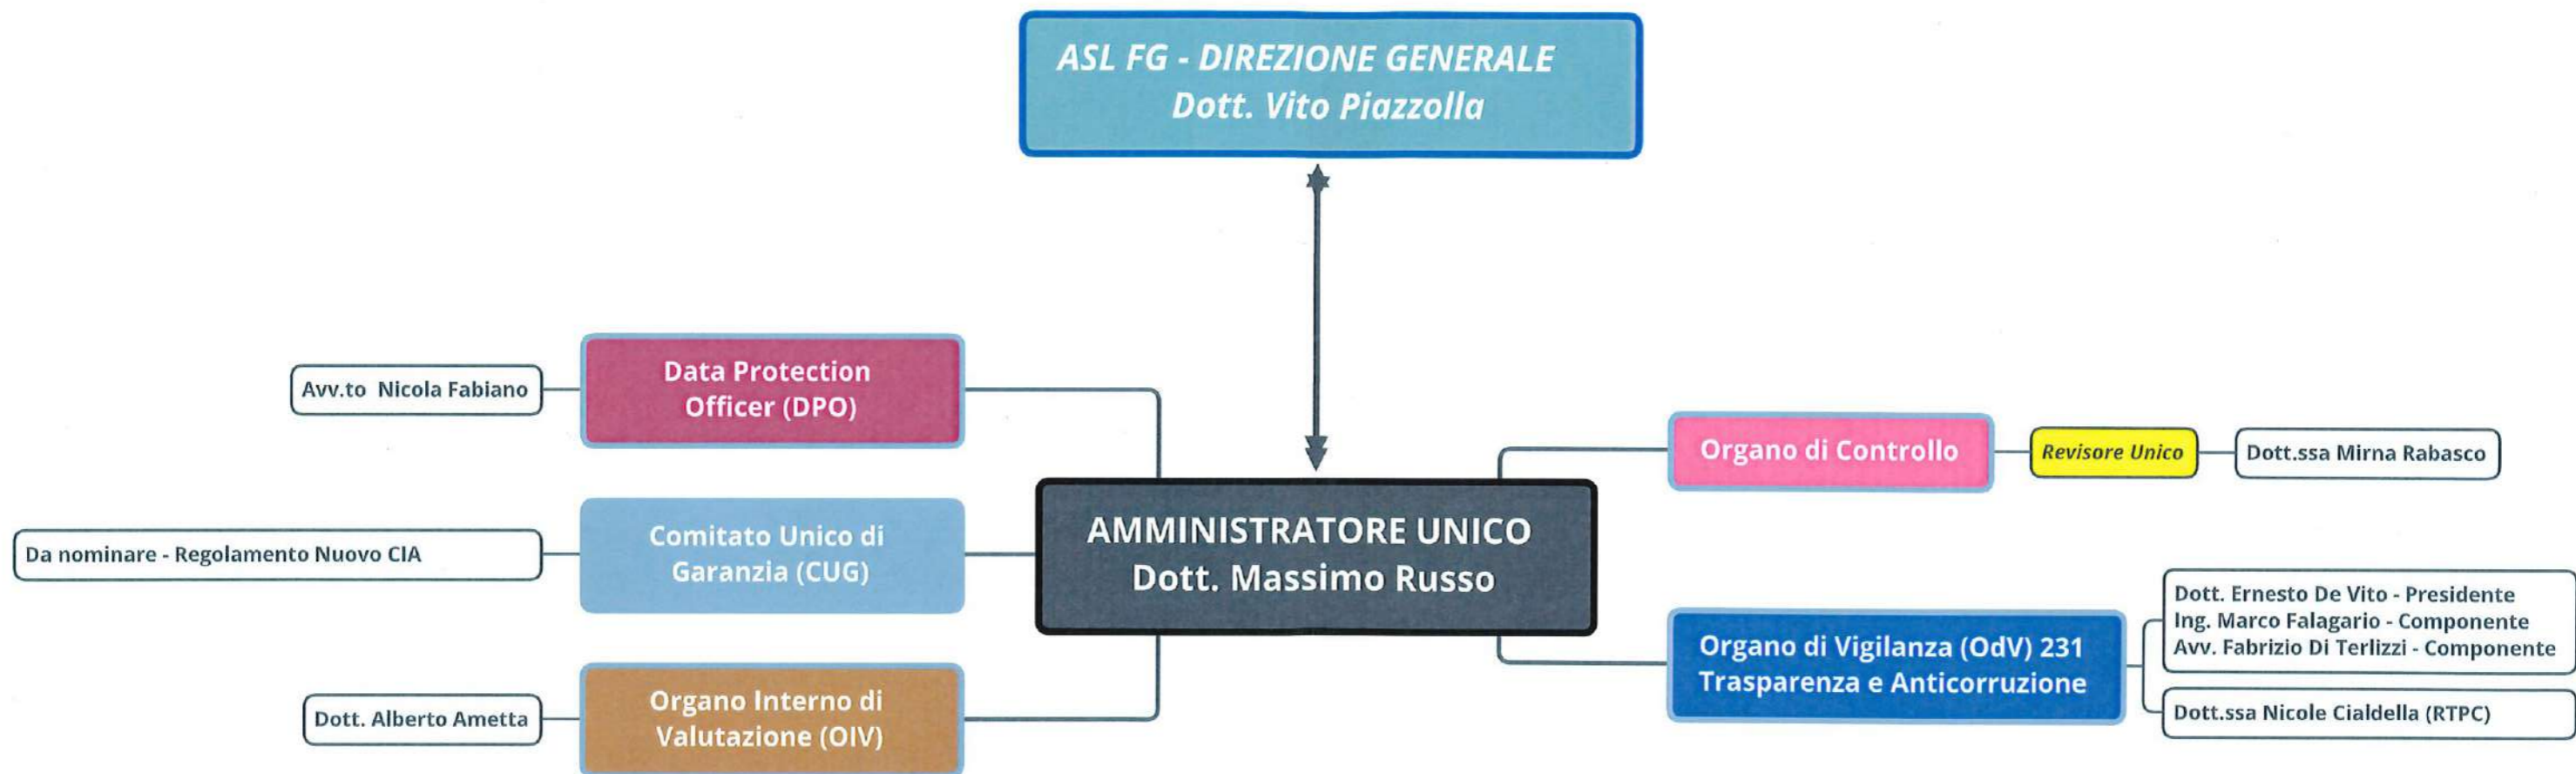 ASL FG - DIREZIONE GENERALE
Dott. Vito Piazzolla
Avv.to Nicola Fabiano
Data Protection
Officer (DPO)
Da nominare - Regolamento Nuovo CIA
Comitato Unico di
Garanzia (CUG)
Dott. Alberto Ametta
Organo Interno di
Valutazione (OIV)
AMMINISTRATORE UNICO
Dott. Massimo Russo
Organo di Controllo
Revisore Unico
Dott.ssa Mirna Rabasco
Organo di Vigilanza (OdV) 231
Trasparenza e Anticorruzione
Dott. Ernesto De Vito - Presidente
Ing. Marco Falagario - Componente
Avv. Fabrizio Di Terlizzi - Componente
Dott.ssa Nicole Cialdella (RTPC)